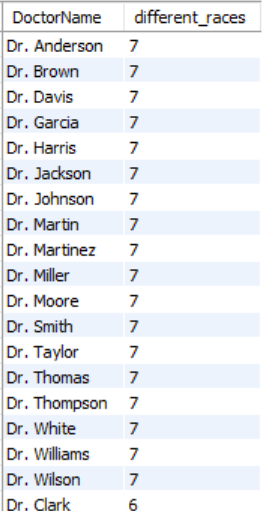 DoctorName different_races
Dr. Anderson 7
Dr. Brown 7
Dr. Davis 7
Dr. Garcia 7
Dr. Harris 7
Dr. Jackson 7
Dr. Johnson 7
Dr. Martin 7
Dr. Martinez 7
Dr. Miller 7
Dr. Moore 7
Dr. Smith 7
Dr. Taylor 7
Dr. Thomas 7
Dr. Thompson 7
Dr. White 7
Dr. Williams 7
Dr. Wilson 7
Dr. Clark 6